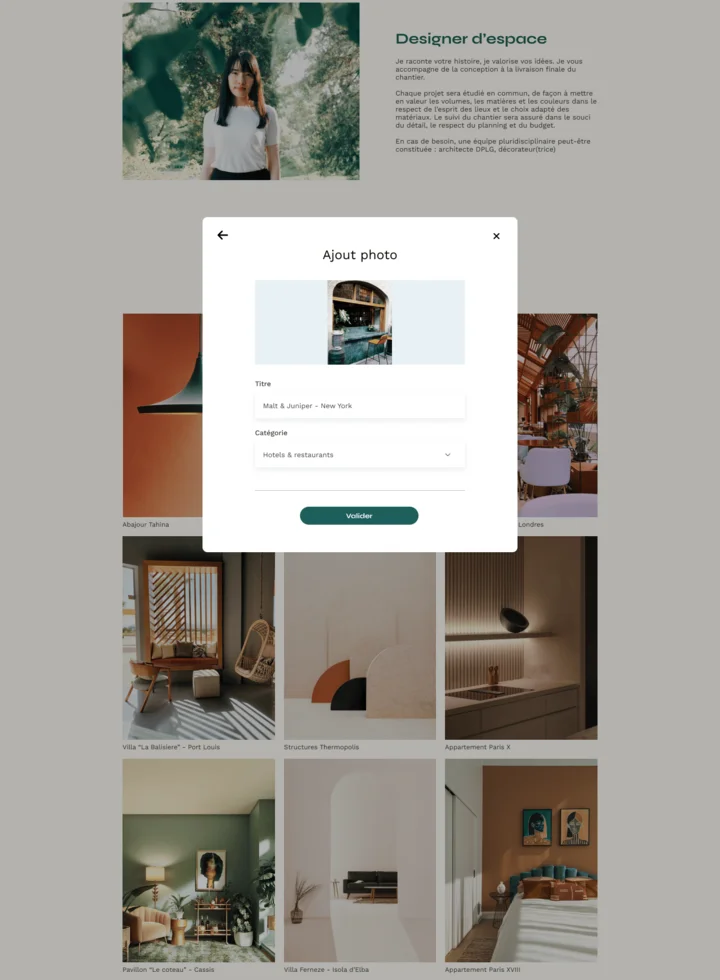 Designer d'espace
Je raconte votre histoire, je valorise vos idées. Je vous
accompagne de la conception à la livraison finale du
chantier.
Chaque projet sera étudié en commun, de façon à mettre
en valeur les volumes, les matières et les couleurs dans le
respect de l'esprit des lieux et le choix adapté des
matériaux. Le suivi du chantier sera assuré dans le souci
du détail, le respect du planning et du budget.
En cas de besoin, une équipe pluridisciplinaire peut-être
constituée : architecte DPLG, décorateur(trice)
Ajout photo
Titre
Malt & Juniper - New York
Catégorie
Hotels & restaurants
Valider
Abajour Tahina
Londres
Villa “La Balisiere” - Port Louis
Structures Thermopolis
Appartement Paris X
Pavillon “Le coteau” - Cassis
Villa Ferneze - Isola d'Elba
Appartement Paris XVIII